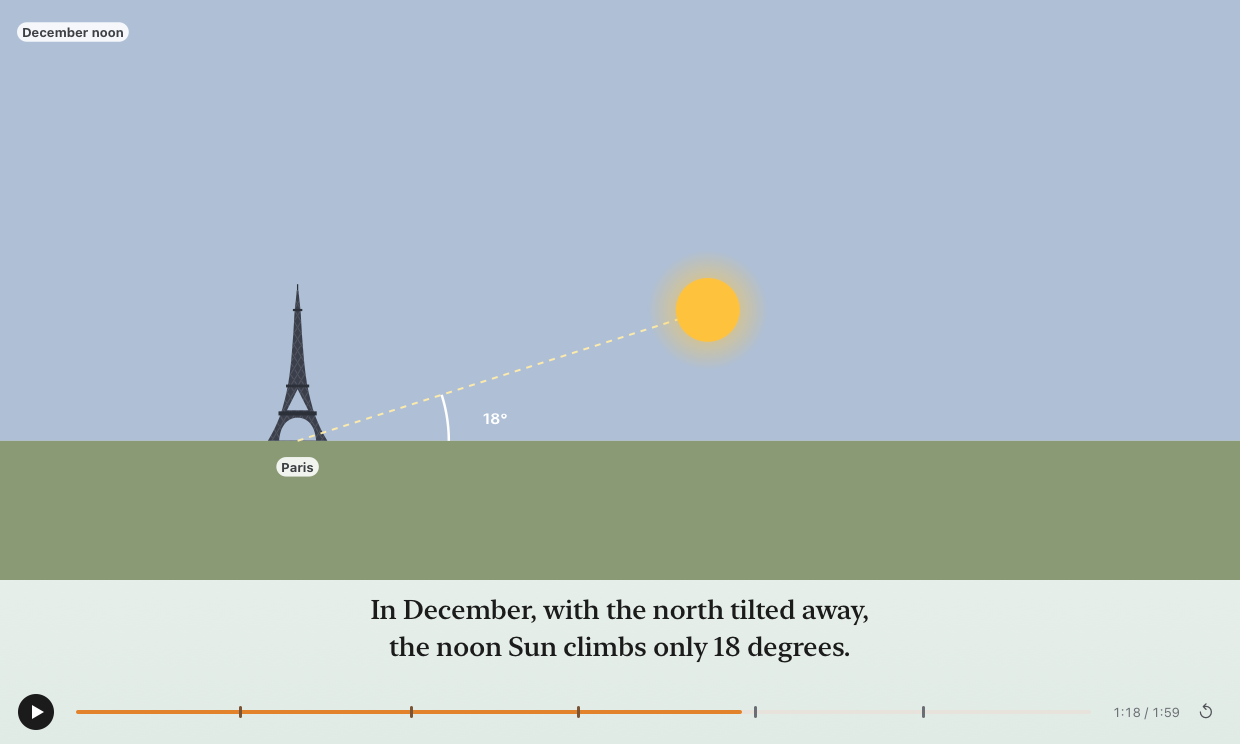 December noon
18°
Paris
In December, with the north tilted away,
the noon Sun climbs only 18 degrees.
1:18 / 1:59